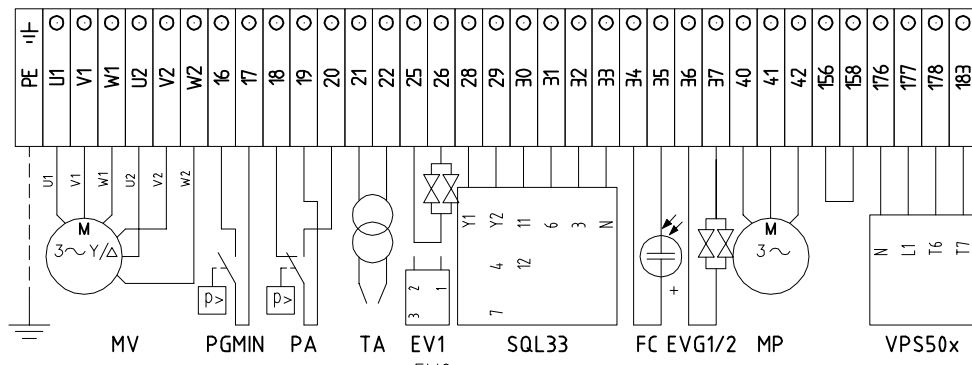 PE U1 V1 W1 U2 V2 W2 16 17 18 19 20 21 22 25 26 28 29 30 31 32 33 34 35 36 37 40 41 42 156 158 176 177 178 183
U1 V1 W1 U2 V2 W2
M
3~ Y/Δ
P>
P>
2 1
3
Y1 Y2 11 6 3 N
4 12
7
+
M
3~
N L1 T6 T7
MV PGMIN PA TA EV1 SQL33 FC EVG1/2 MP VPS50x